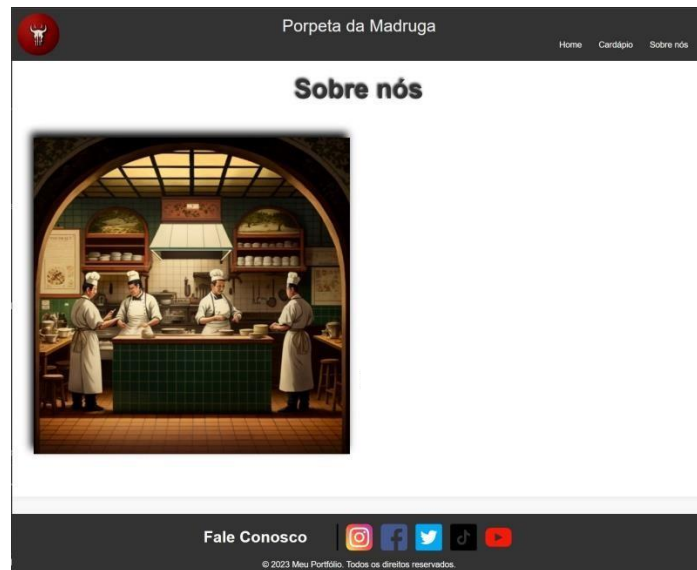 Porpeta da Madruga
Home Cardápio Sobre nós
Sobre nós
Fale Conosco
© 2023 Meu Portfólio. Todos os direitos reservados.